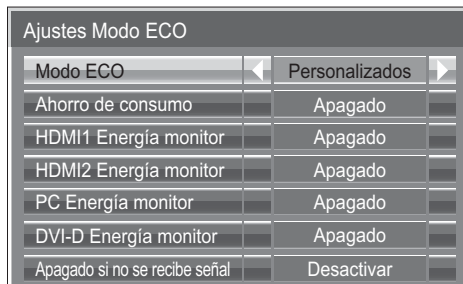 Ajustes Modo ECO
Modo ECO Personalizados
Ahorro de consumo Apagado
HDMI1 Energía monitor Apagado
HDMI2 Energía monitor Apagado
PC Energía monitor Apagado
DVI-D Energía monitor Apagado
Apagado si no se recibe señal Desactivar